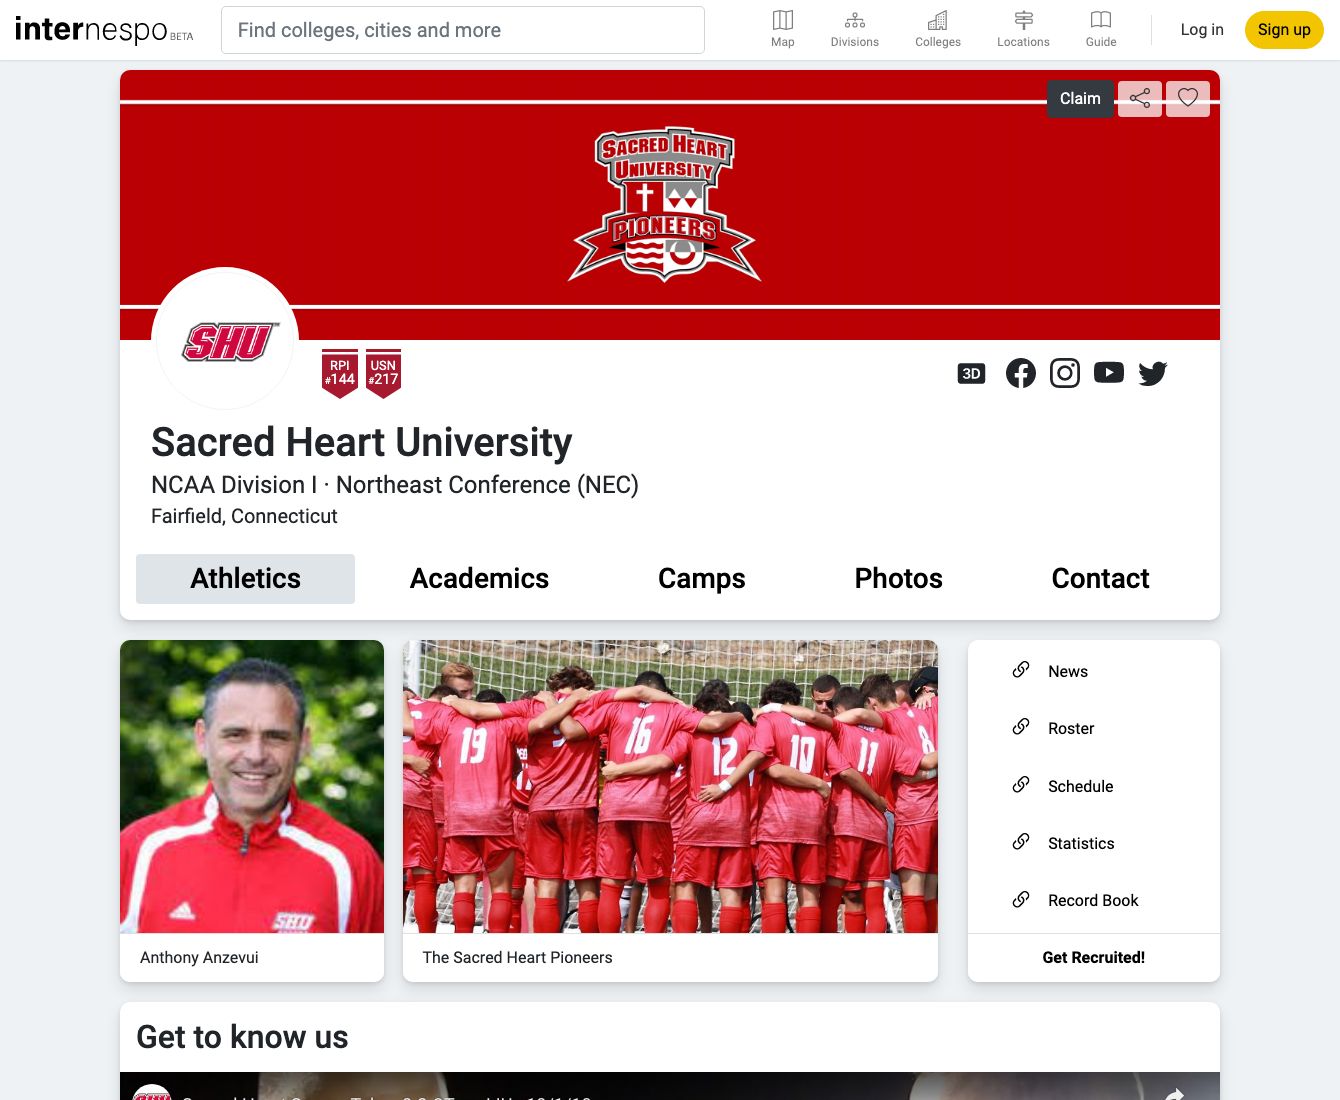 internespo BETA
Find colleges, cities and more
Map
Divisions
Colleges
Locations
Guide
Log in
Sign up
Claim
SACRED HEART
UNIVERSITY
PIONEERS
SHU
RPI
#144
USN
#217
3D
Sacred Heart University
NCAA Division I · Northeast Conference (NEC)
Fairfield, Connecticut
Athletics
Academics
Camps
Photos
Contact
SHU
19
16
12
10
11
8
News
Roster
Schedule
Statistics
Record Book
Anthony Anzevui
The Sacred Heart Pioneers
Get Recruited!
Get to know us